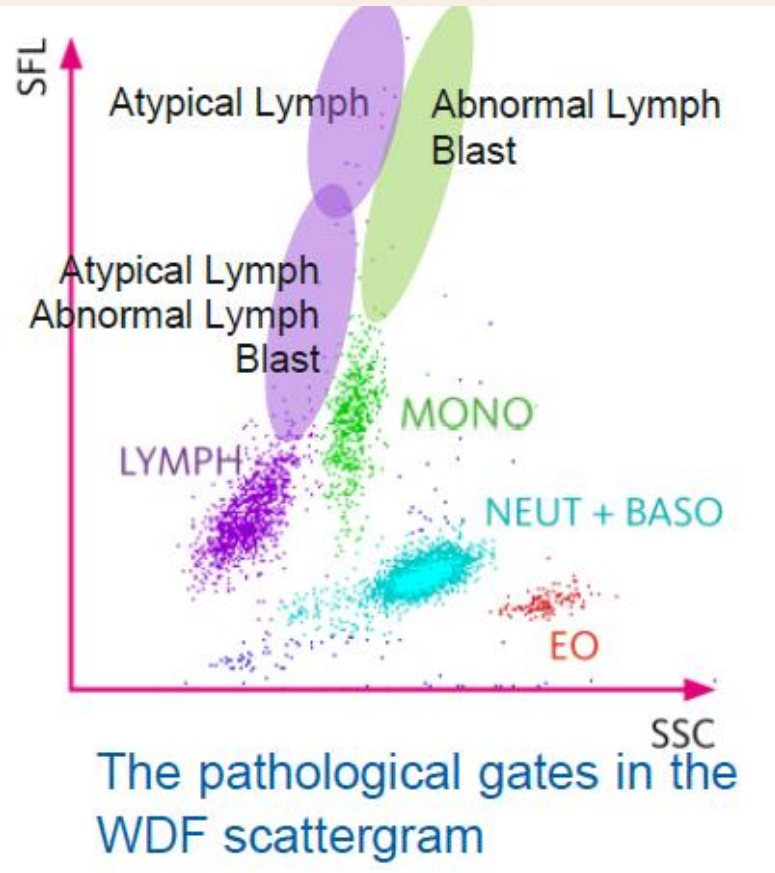 SFL
Atypical Lymph
Abnormal Lymph
Blast
Atypical Lymph
Abnormal Lymph
Blast
MONO
LYMPH
NEUT + BASO
EO
SSC
The pathological gates in the
WDF scattergram